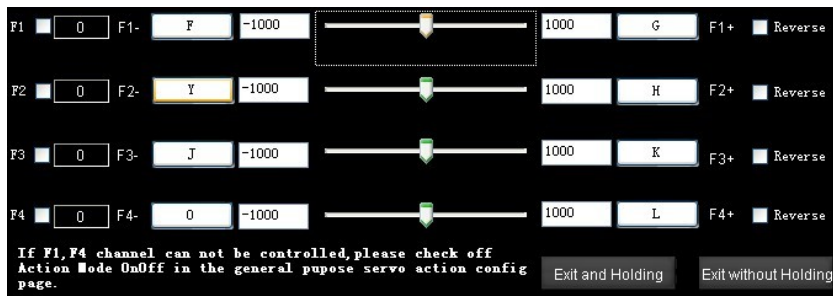 F1 0 F1- F -1000 1000 G F1+ Reverse
F2 0 F2- Y -1000 1000 H F2+ Reverse
F3 0 F3- J -1000 1000 K F3+ Reverse
F4 0 F4- O -1000 1000 L F4+ Reverse
If F1,F4 channel can not be controlled,please check off
Action Mode OnOff in the general pupose servo action config
page.
Exit and Holding Exit without Holding